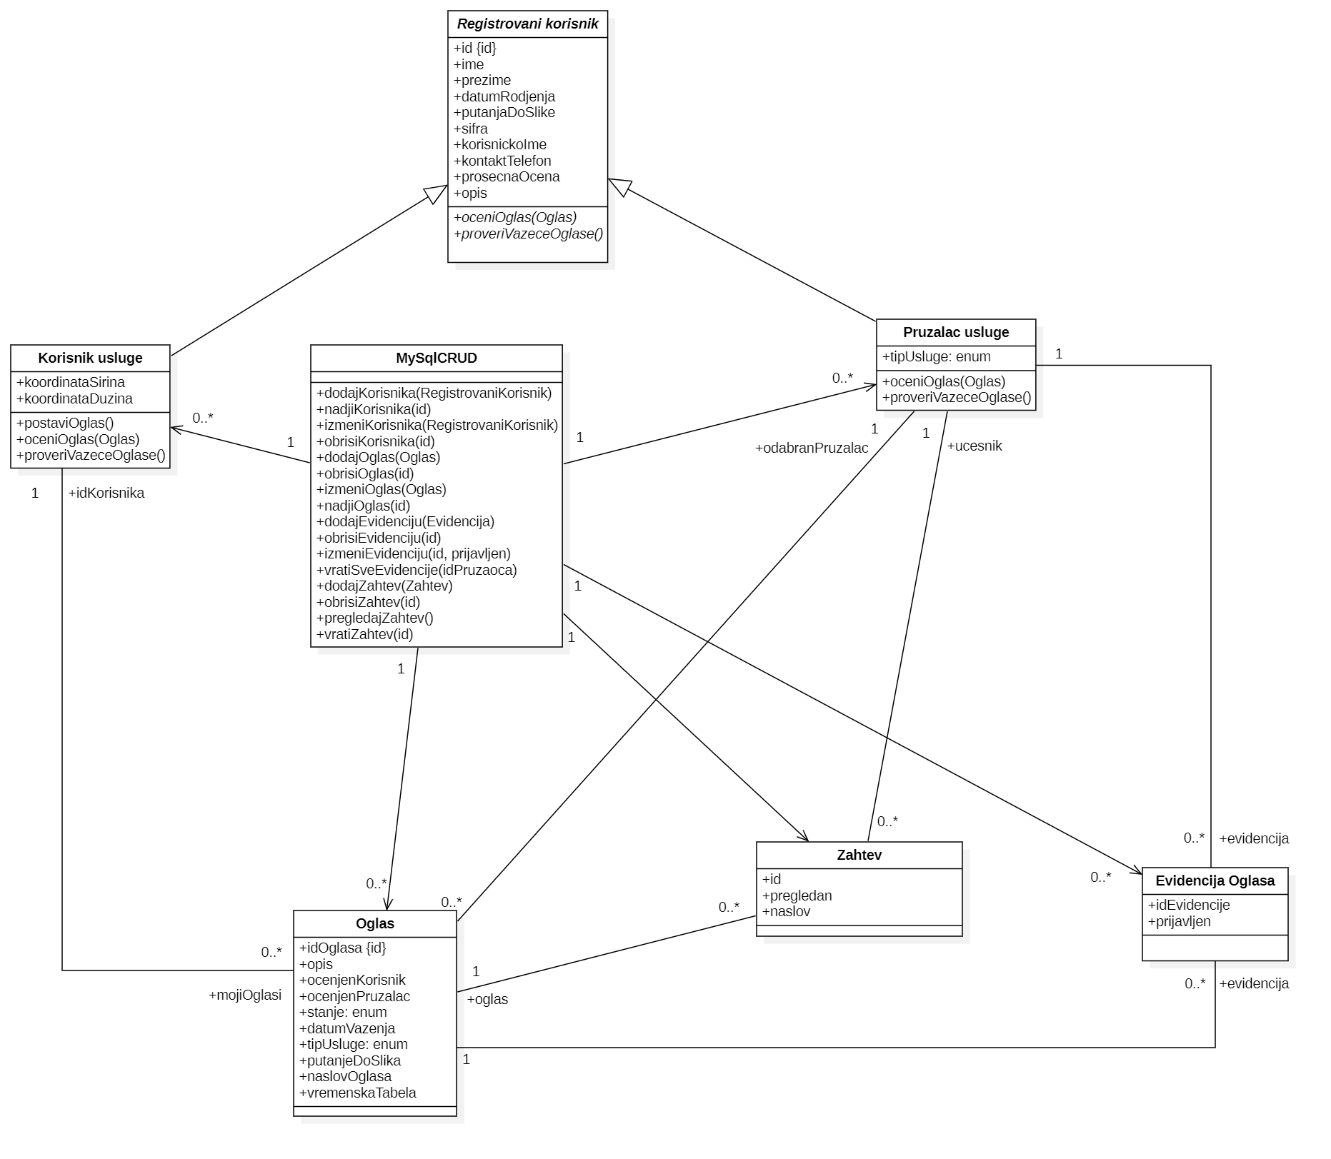 Registrovani korisnik
+id {id}
+ime
+prezime
+datumRodjenja
+putanjaDoSlike
+sifra
+korisnickoIme
+kontaktTelefon
+prosecnaOcena
+opis
+oceniOglas(Oglas)
+proveriVazeceOglase()
Korisnik usluge
+koordinataSirina
+koordinataDuzina
+postaviOglas()
+oceniOglas(Oglas)
+proveriVazeceOglase()
0..*
1
1
+idKorisnika
MySqlCRUD
+dodajKorisnika(RegistrovaniKorisnik)
+nadjiKorisnika(id)
+izmeniKorisnika(RegistrovaniKorisnik)
+obrisiKorisnika(id)
+dodajOglas(Oglas)
+obrisiOglas(id)
+izmeniOglas(Oglas)
+nadjiOglas(id)
+dodajEvidenciju(Evidencija)
+obrisiEvidenciju(id)
+izmeniEvidenciju(id, prijavljen)
+vratiSveEvidencije(idPruzaoca)
+dodajZahtev(Zahtev)
+obrisiZahtev(id)
+pregledajZahtev()
+vratiZahtev(id)
1
0..*
Pruzalac usluge
+tipUsluge: enum
+oceniOglas(Oglas)
+proveriVazeceOglase()
1
1
+odabranPruzalac
1
+ucesnik
1
1
1
0..*
0..*
0..*
+mojiOglasi
Oglas
+idOglasa {id}
+opis
+ocenjenKorisnik
+ocenjenPruzalac
+stanje: enum
+datumVazenja
+tipUsluge: enum
+putanjeDoSlika
+naslovOglasa
+vremenskaTabela
1
+oglas
1
0..*
0..*
Zahtev
+id
+pregledan
+naslov
0..*
0..*
+evidencija
Evidencija Oglasa
+idEvidencije
+prijavljen
0..*
+evidencija